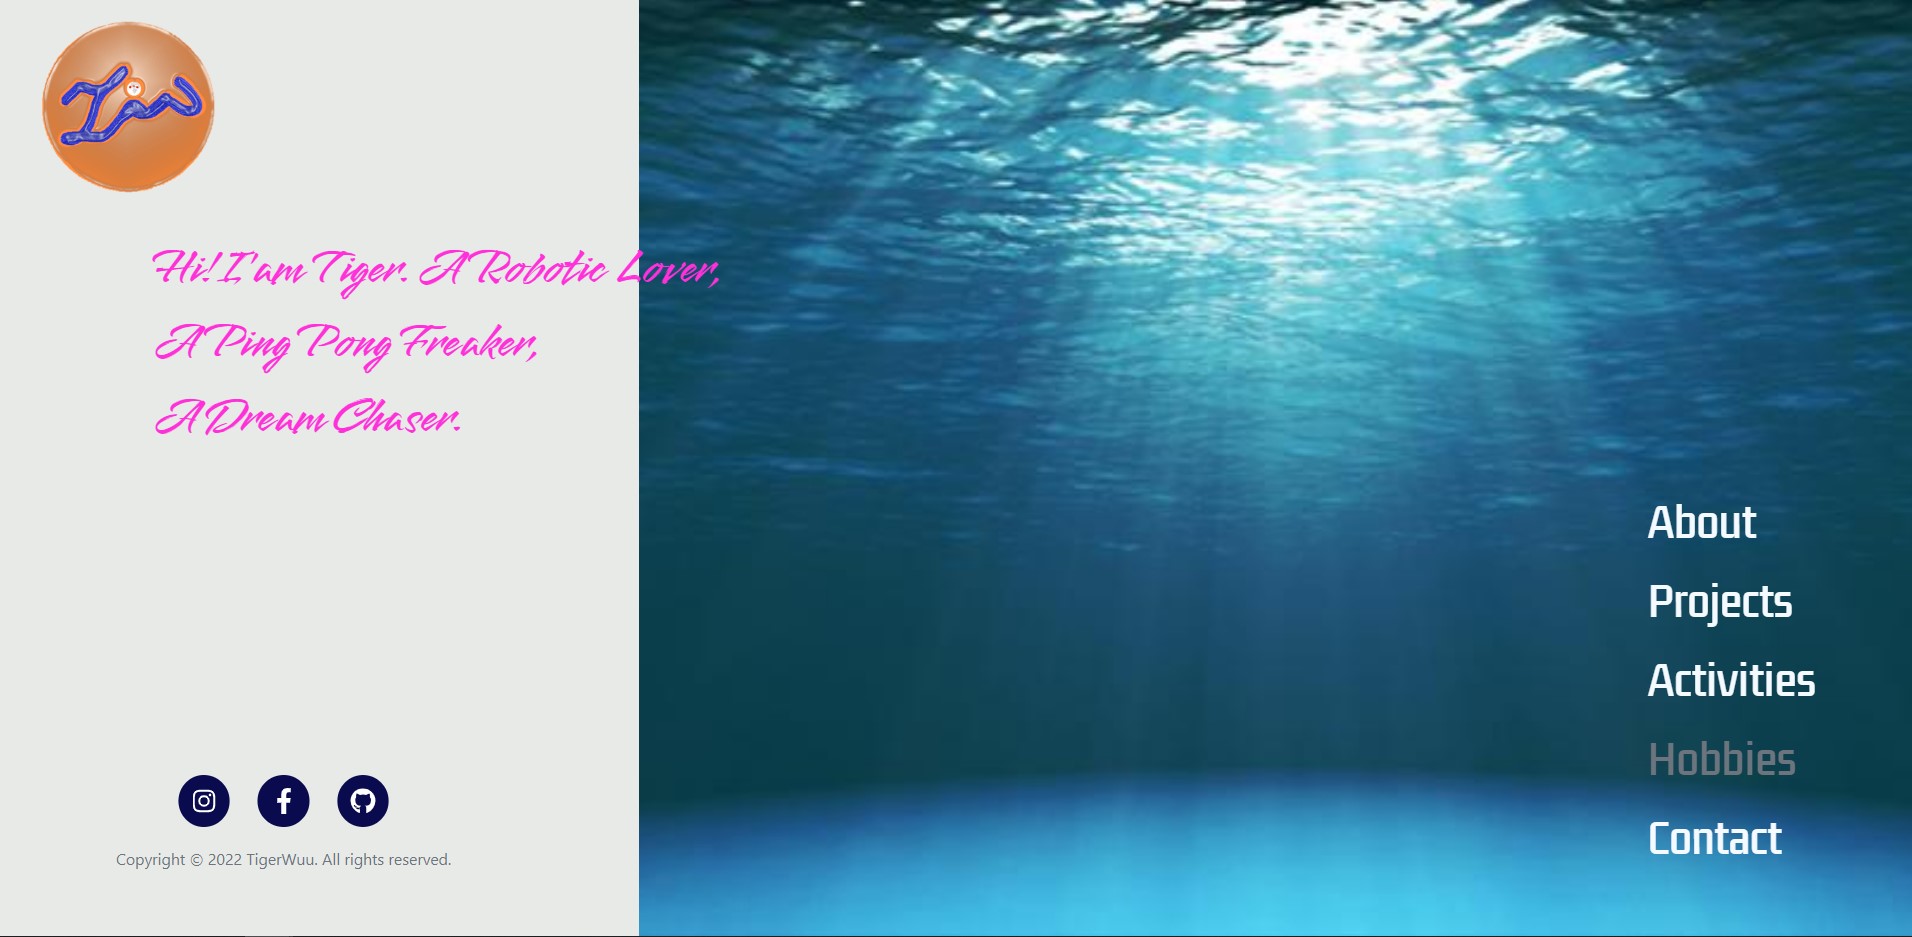 Hi! I'am Tiger. A Robotic Lover,
A Ping Pong Freaker,
A Dream Chaser.
About
Projects
Activities
Hobbies
Contact
Copyright © 2022 TigerWuu. All rights reserved.